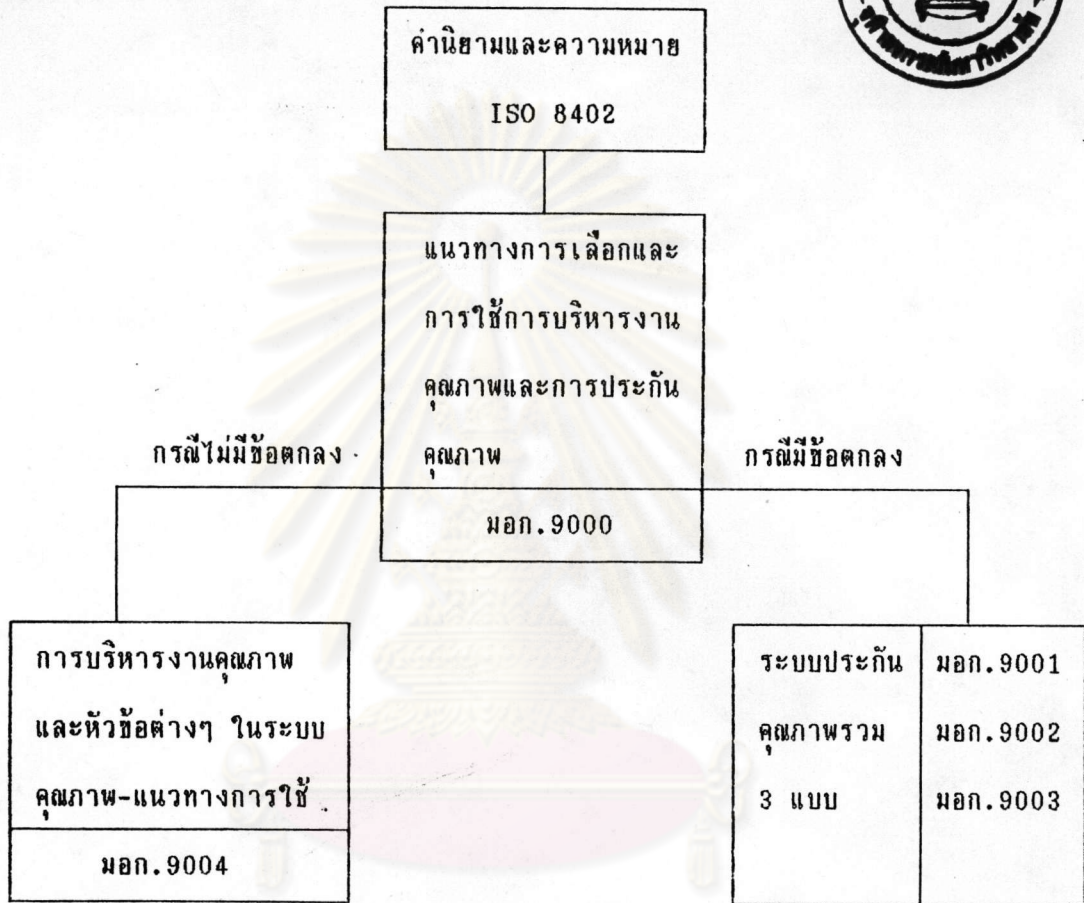 คำนิยามและความหมาย
ISO 8402
แนวทางการเลือกและ
การใช้การบริหารงาน
คุณภาพและการประกัน
คุณภาพ
มอก.9000
กรณีไม่มีข้อตกลง
กรณีมีข้อตกลง
การบริหารงานคุณภาพ
และหัวข้อต่างๆ ในระบบ
คุณภาพ-แนวทางการใช้
มอก.9004
ระบบประกัน มอก.9001
คุณภาพรวม มอก.9002
3 แบบ มอก.9003